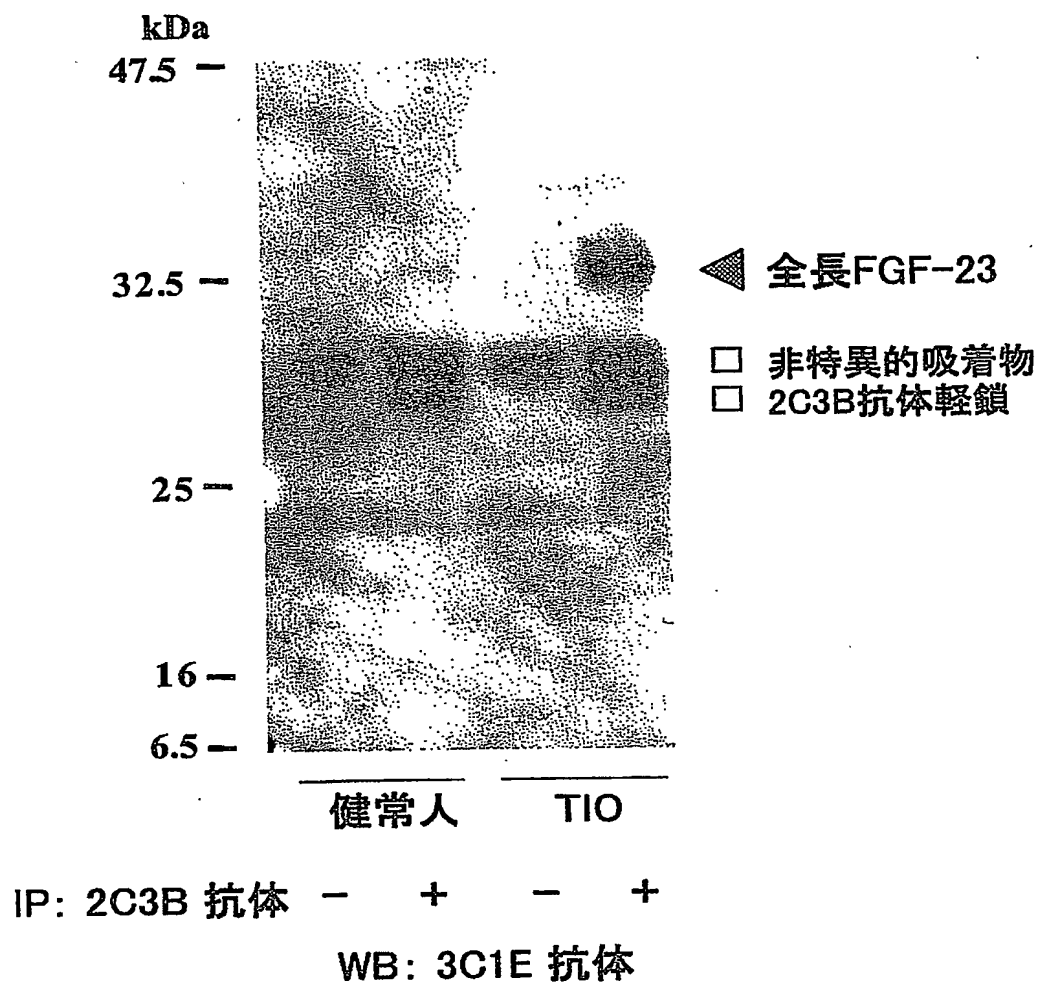 kDa
47.5
32.5
25
16
6.5
全長FGF-23
非特異的吸着物
2C3B抗体軽鎖
健常人 TIO
IP: 2C3B 抗体 - + - +
WB: 3C1E 抗体